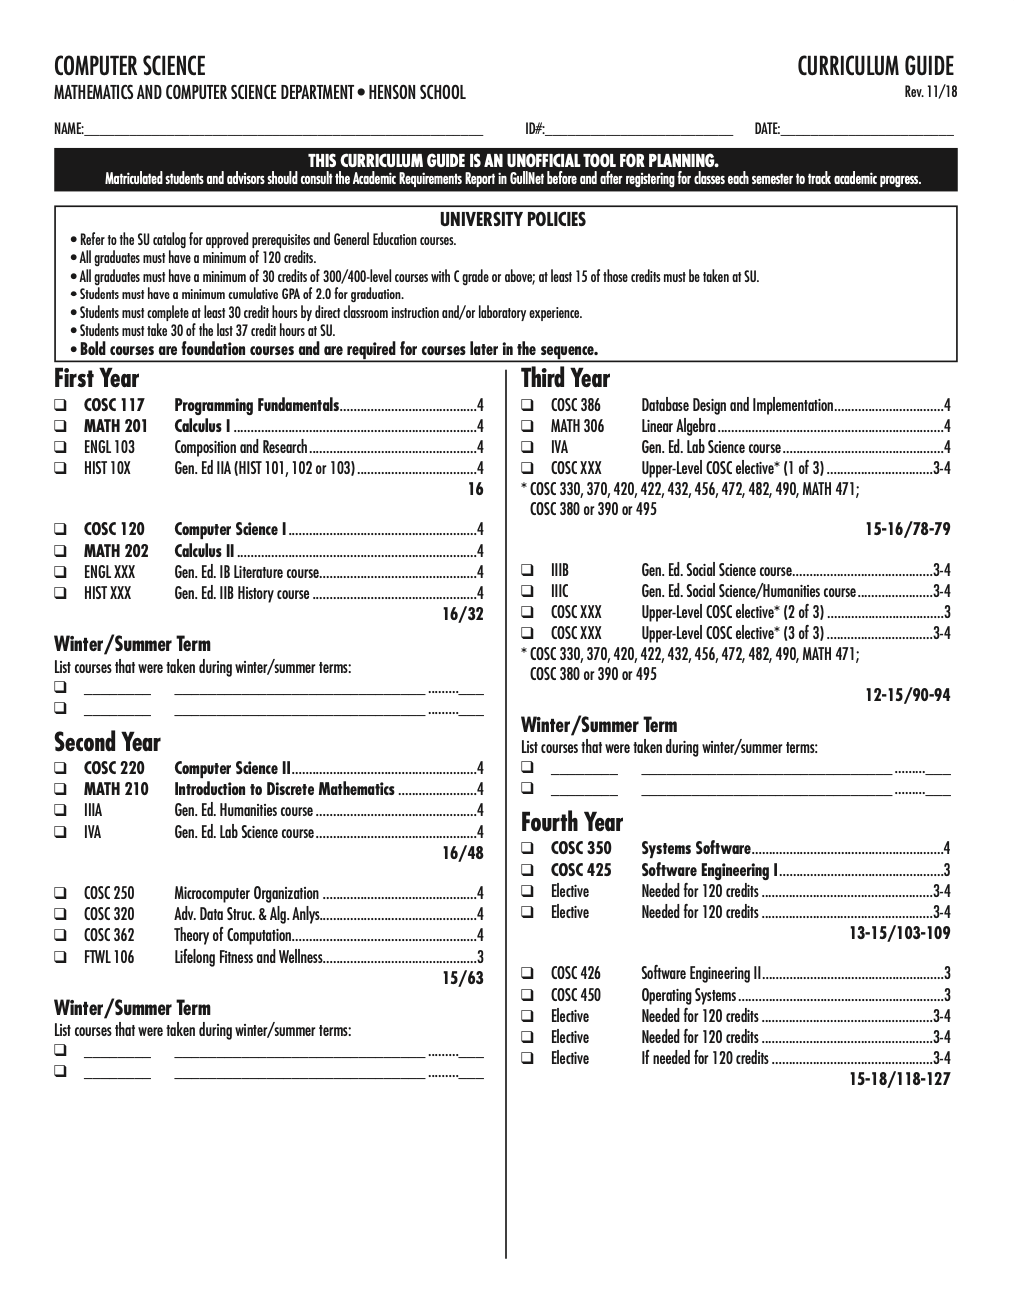 COMPUTER SCIENCE
CURRICULUM GUIDE
MATHEMATICS AND COMPUTER SCIENCE DEPARTMENT • HENSON SCHOOL
Rev. 11/18
NAME:
ID#:
DATE:
THIS CURRICULUM GUIDE IS AN UNOFFICIAL TOOL FOR PLANNING.
Matriculated students and advisors should consult the Academic Requirements Report in GullNet before and after registering for classes each semester to track academic progress.
UNIVERSITY POLICIES
• Refer to the SU catalog for approved prerequisites and General Education courses.
• All graduates must have a minimum of 120 credits.
• All graduates must have a minimum of 30 credits of 300/400-level courses with C grade or above; at least 15 of those credits must be taken at SU.
• Students must have a minimum cumulative GPA of 2.0 for graduation.
• Students must complete at least 30 credit hours by direct classroom instruction and/or laboratory experience.
• Students must take 30 of the last 37 credit hours at SU.
• Bold courses are foundation courses and are required for courses later in the sequence.
First Year
❑ COSC 117 Programming Fundamentals 4
❑ MATH 201 Calculus I 4
❑ ENGL 103 Composition and Research 4
❑ HIST 10X Gen. Ed IIA (HIST 101, 102 or 103) 4
16
❑ COSC 120 Computer Science I 4
❑ MATH 202 Calculus II 4
❑ ENGL XXX Gen. Ed. IB Literature course 4
❑ HIST XXX Gen. Ed. IIB History course 4
16/32
Winter/Summer Term
List courses that were taken during winter/summer terms:
❑
❑
Second Year
❑ COSC 220 Computer Science II 4
❑ MATH 210 Introduction to Discrete Mathematics 4
❑ IIIA Gen. Ed. Humanities course 4
❑ IVA Gen. Ed. Lab Science course 4
16/48
❑ COSC 250 Microcomputer Organization 4
❑ COSC 320 Adv. Data Struc. & Alg. Anlys. 4
❑ COSC 362 Theory of Computation 4
❑ FTWL 106 Lifelong Fitness and Wellness 3
15/63
Winter/Summer Term
List courses that were taken during winter/summer terms:
❑
❑
Third Year
❑ COSC 386 Database Design and Implementation 4
❑ MATH 306 Linear Algebra 4
❑ IVA Gen. Ed. Lab Science course 4
❑ COSC XXX Upper-Level COSC elective* (1 of 3) 3-4
* COSC 330, 370, 420, 422, 432, 456, 472, 482, 490, MATH 471;
COSC 380 or 390 or 495
15-16/78-79
❑ IIIB Gen. Ed. Social Science course 3-4
❑ IIIC Gen. Ed. Social Science/Humanities course 3-4
❑ COSC XXX Upper-Level COSC elective* (2 of 3) 3
❑ COSC XXX Upper-Level COSC elective* (3 of 3) 3-4
* COSC 330, 370, 420, 422, 432, 456, 472, 482, 490, MATH 471;
COSC 380 or 390 or 495
12-15/90-94
Winter/Summer Term
List courses that were taken during winter/summer terms:
❑
❑
Fourth Year
❑ COSC 350 Systems Software 4
❑ COSC 425 Software Engineering I 3
❑ Elective Needed for 120 credits 3-4
❑ Elective Needed for 120 credits 3-4
13-15/103-109
❑ COSC 426 Software Engineering II 3
❑ COSC 450 Operating Systems 3
❑ Elective Needed for 120 credits 3-4
❑ Elective Needed for 120 credits 3-4
❑ Elective If needed for 120 credits 3-4
15-18/118-127